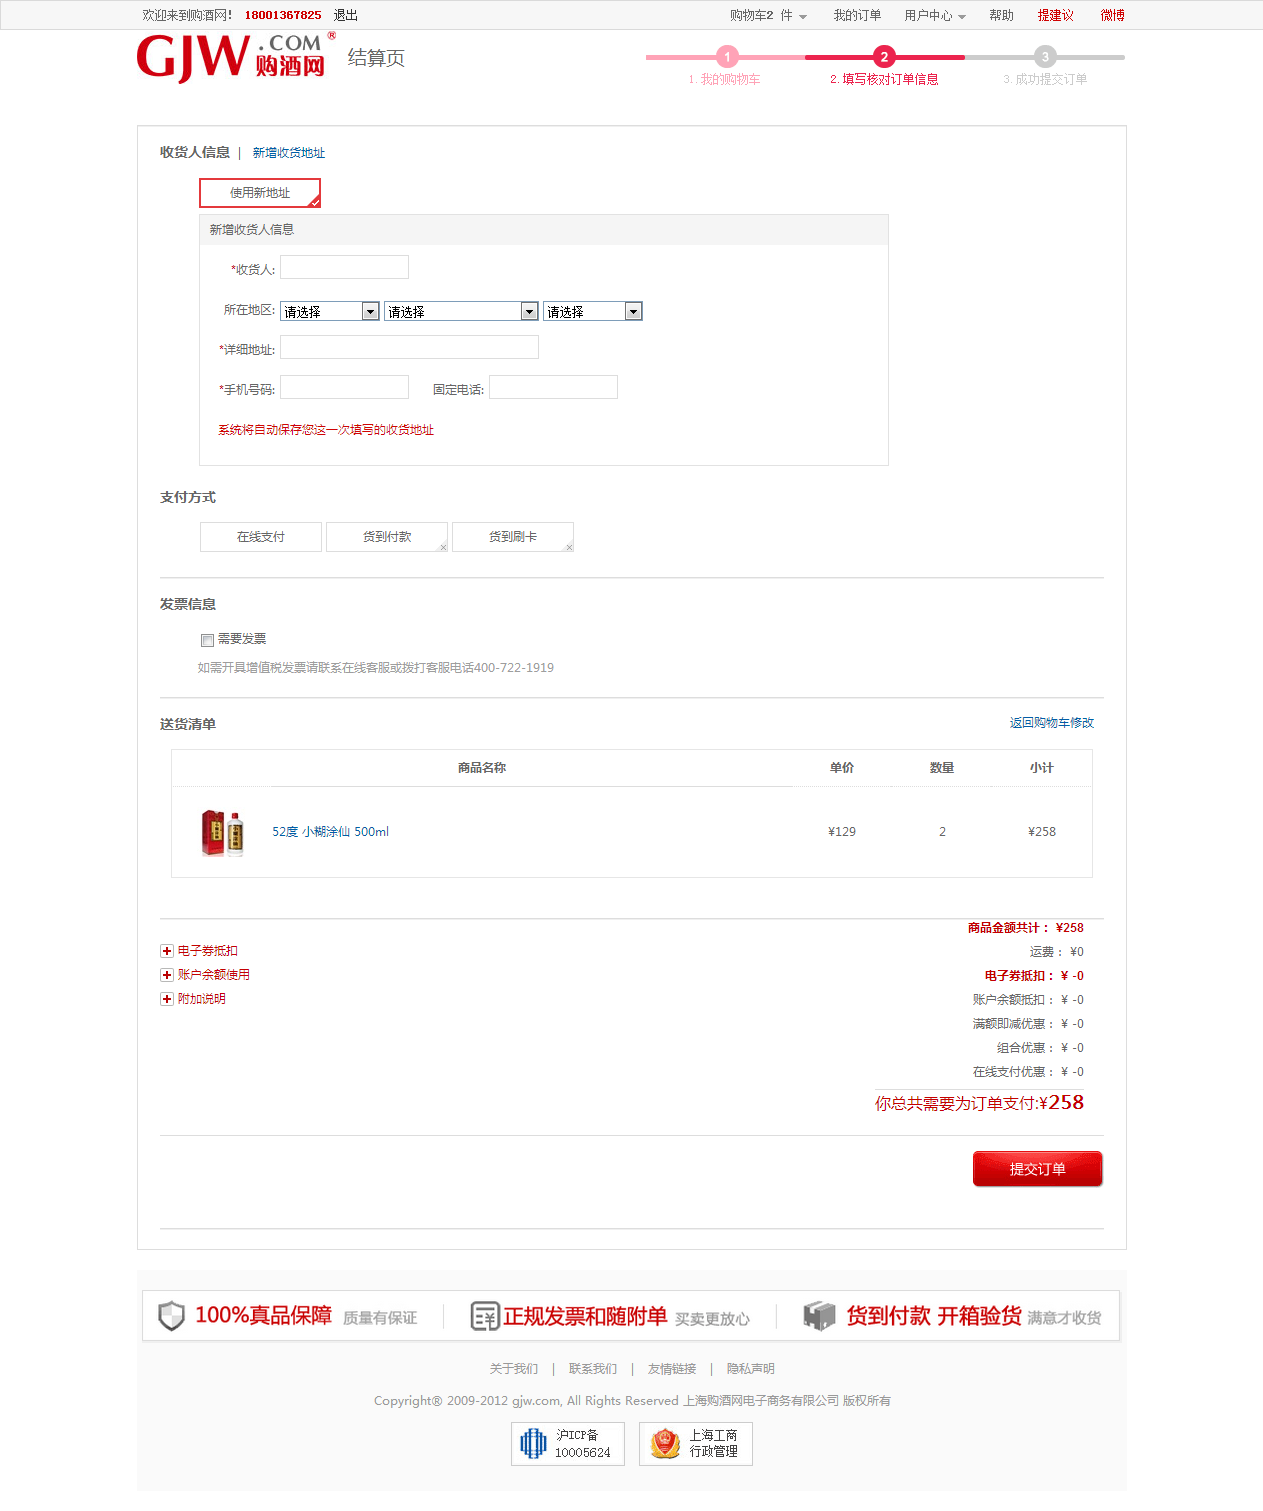 欢迎来到购酒网! 18001367825 退出 购物车2 件 我的订单 用户中心 帮助 提建议 微博
GJW.COM® 购酒网 结算页
1 2 3
1.我的购物车 2.填写核对订单信息 3.成功提交订单
收货人信息 | 新增收货地址
使用新地址
新增收货人信息
*收货人:
所在地区: 请选择 请选择 请选择
*详细地址:
*手机号码: 固定电话:
系统将自动保存您这一次填写的收货地址
支付方式
在线支付 货到付款 货到刷卡
发票信息
需要发票
如需开具增值税发票请联系在线客服或拨打客服电话400-722-1919
送货清单 返回购物车修改
商品名称 单价 数量 小计
52度 小糊涂仙 500ml ¥129 2 ¥258
商品金额共计： ¥258
电子券抵扣 运费： ¥0
账户余额使用 电子券抵扣： ¥ -0
附加说明 账户余额抵扣： ¥ -0
满额即减优惠： ¥ -0
组合优惠： ¥ -0
在线支付优惠： ¥ -0
你总共需要为订单支付:¥258
提交订单
100%真品保障 质量有保证 正规发票和随附单 买卖更放心 货到付款 开箱验货 满意才收货
关于我们 | 联系我们 | 友情链接 | 隐私声明
Copyright® 2009-2012 gjw.com, All Rights Reserved 上海购酒网电子商务有限公司 版权所有
沪ICP备 上海工商
10005624 行政管理